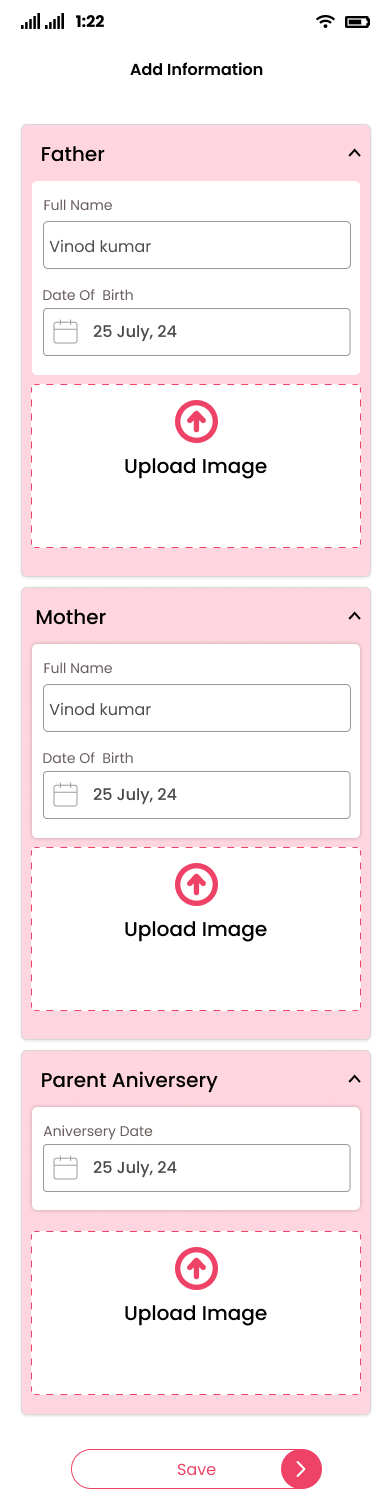 1:22
Add Information
Father
Full Name
Vinod kumar
Date Of Birth
25 July, 24
Upload Image
Mother
Full Name
Vinod kumar
Date Of Birth
25 July, 24
Upload Image
Parent Aniversery
Aniversery Date
25 July, 24
Upload Image
Save